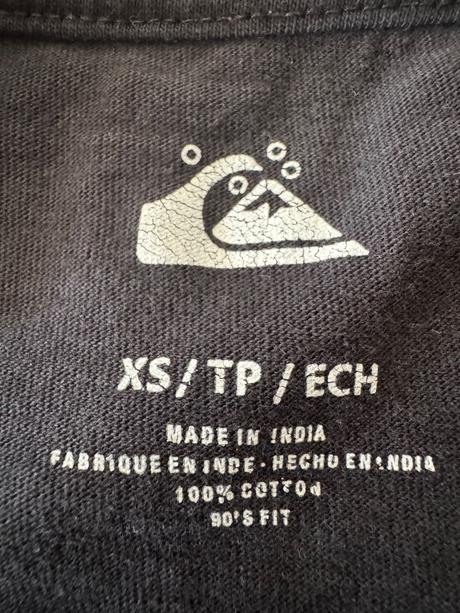 XS / TP / ECH
MADE IN INDIA
FABRIQUE EN INDE · HECHO EN INDIA
100% COTTON
90'S FIT